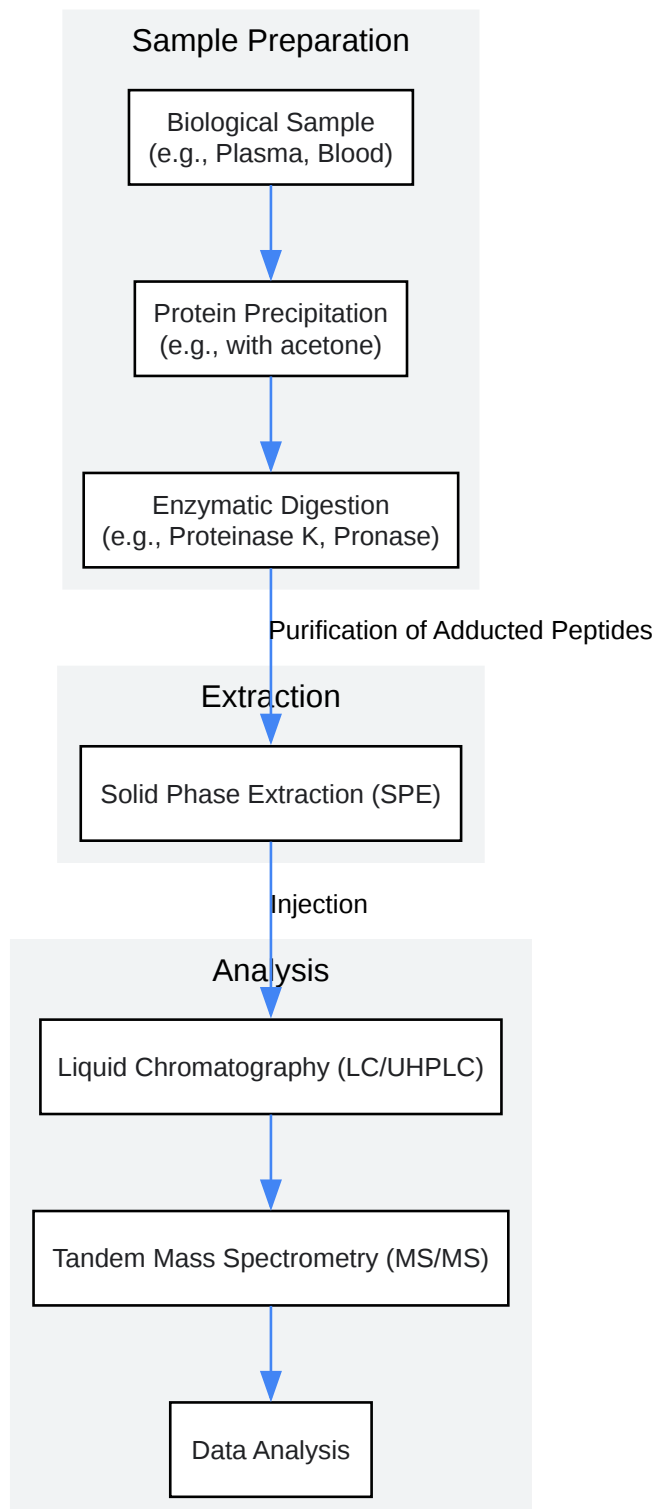 Sample Preparation
Biological Sample
(e.g., Plasma, Blood)
Protein Precipitation
(e.g., with acetone)
Enzymatic Digestion
(e.g., Proteinase K, Pronase)
Purification of Adducted Peptides
Extraction
Solid Phase Extraction (SPE)
Injection
Analysis
Liquid Chromatography (LC/UHPLC)
Tandem Mass Spectrometry (MS/MS)
Data Analysis